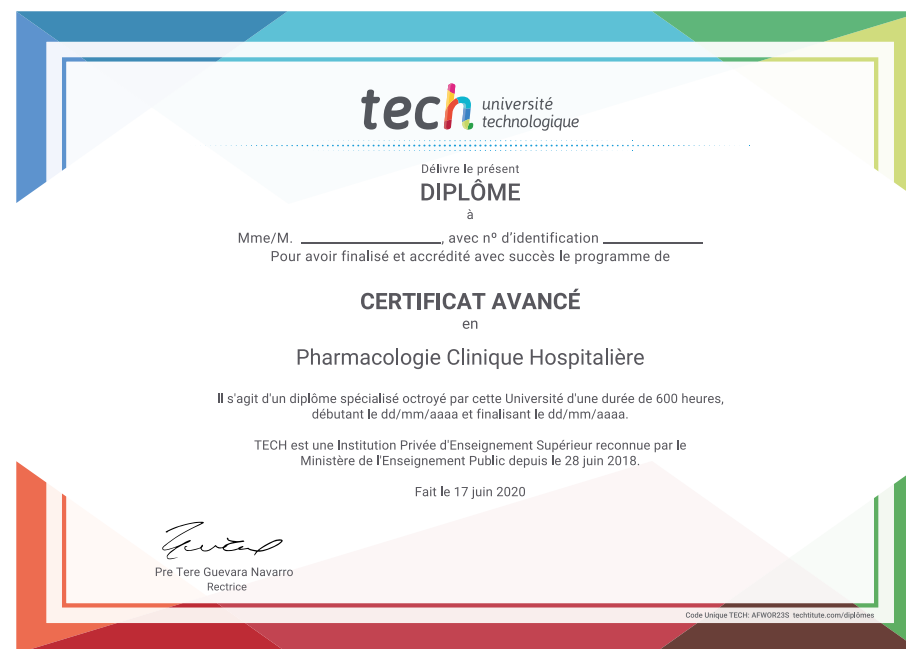 tech université
technologique
Délivre le présent
DIPLÔME
à
Mme/M. ____________________, avec nº d'identification ______________
Pour avoir finalisé et accrédité avec succès le programme de
CERTIFICAT AVANCÉ
en
Pharmacologie Clinique Hospitalière
Il s'agit d'un diplôme spécialisé octroyé par cette Université d'une durée de 600 heures,
débutant le dd/mm/aaaa et finalisant le dd/mm/aaaa.
TECH est une Institution Privée d'Enseignement Supérieur reconnue par le
Ministère de l'Enseignement Public depuis le 28 juin 2018.
Fait le 17 juin 2020
Pre Tere Guevara Navarro
Rectrice
Code Unique TECH: AFWOR23S techtitute.com/diplômes